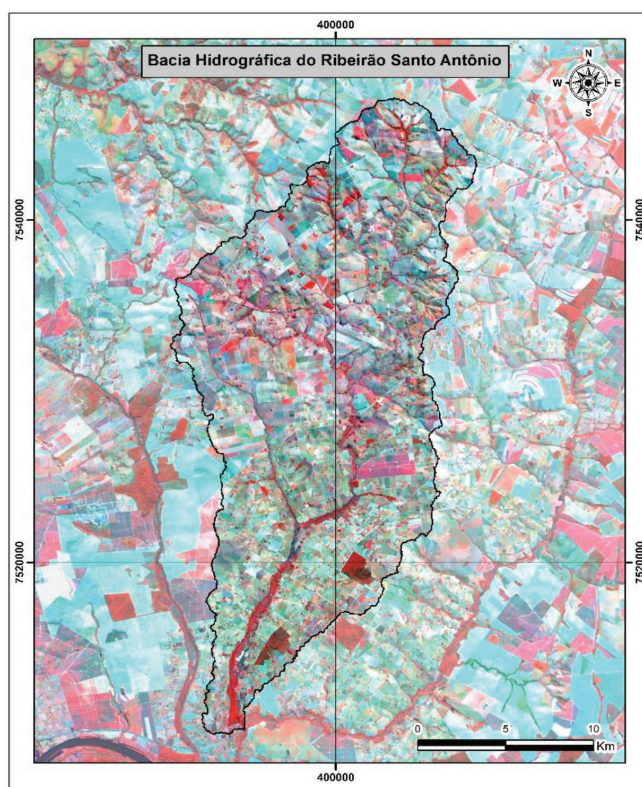 400000
Bacia Hidrográfica do Ribeirão Santo Antônio
N
W E
S
7540000 7540000
7520000 7520000
0 5 10
Km
400000